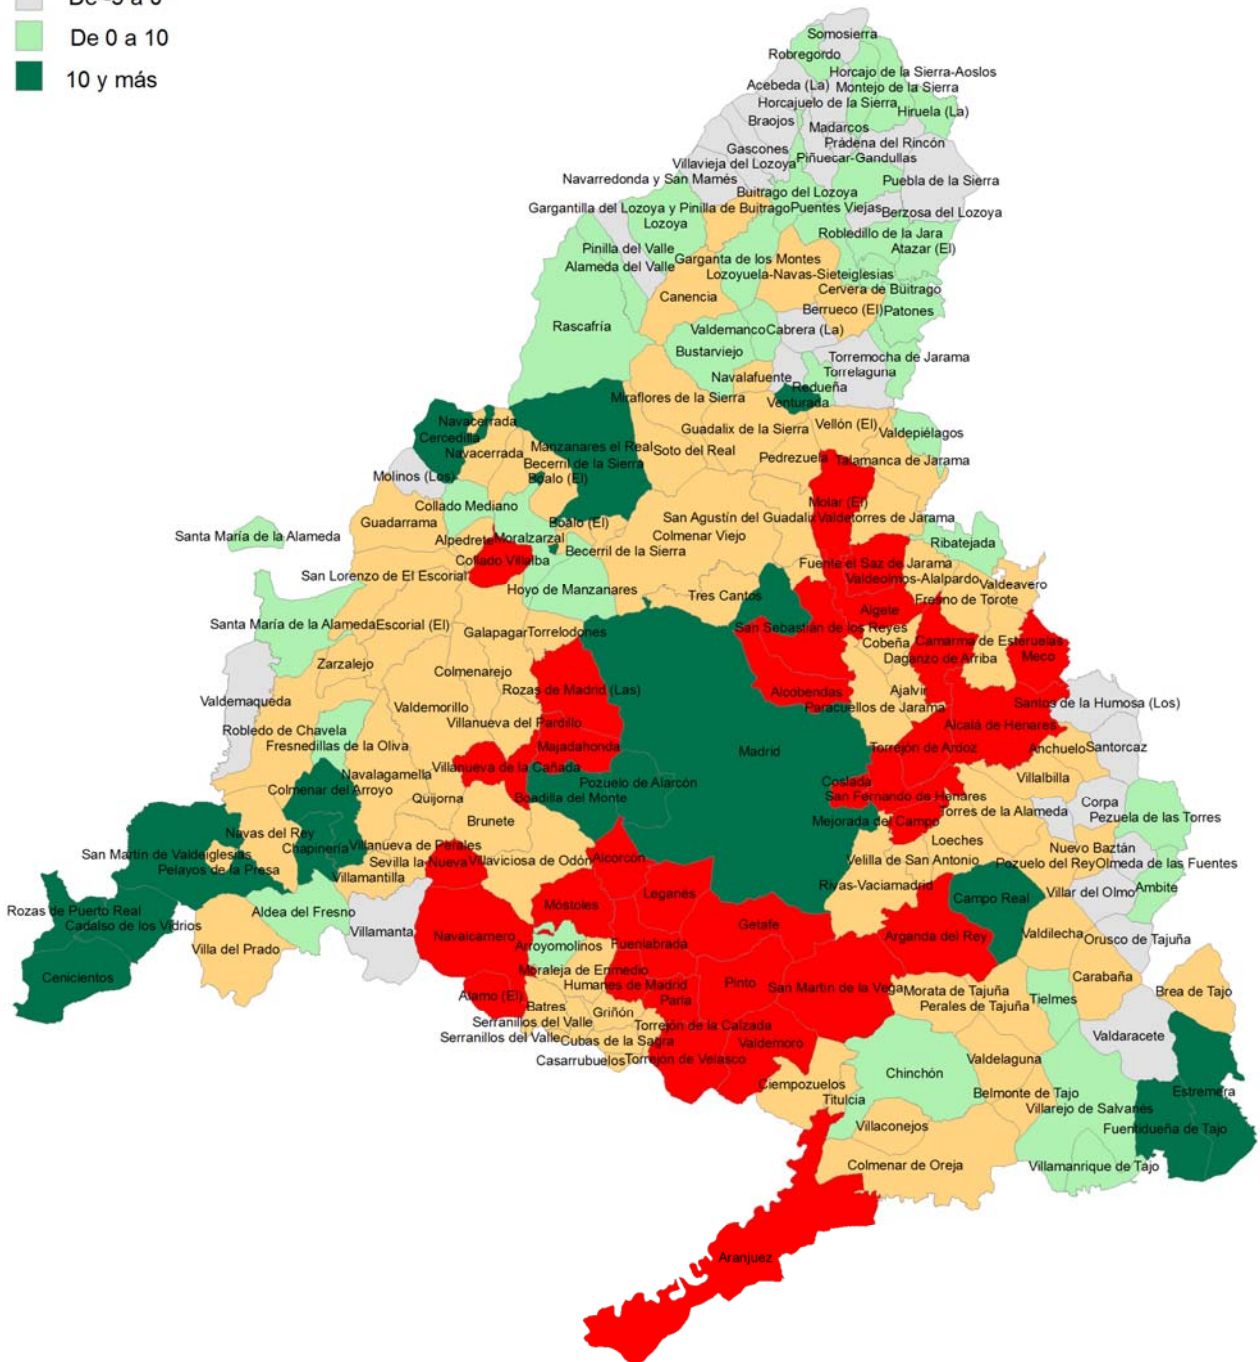 De -5 a 0
De 0 a 10
10 y más
Somosierra
Robregordo
Horcajo de la Sierra-Aoslos
Acebeda (La)
Montejo de la Sierra
Horcajuelo de la Sierra
Hiruela (La)
Braojos
Madarcos
Prádena del Rincón
Gascones
Piñuecar-Gandullas
Villavieja del Lozoya
Navarredonda y San Mamés
Puebla de la Sierra
Buitrago del Lozoya
Gargantilla del Lozoya y Pinilla de Buitrago
Puentes Viejas
Berzosa del Lozoya
Lozoya
Robledillo de la Jara
Pinilla del Valle
Atazar (El)
Garganta de los Montes
Alameda del Valle
Lozoyuela-Navas-Sieteiglesias
Cervera de Buitrago
Canencia
Berrueco (El)
Patones
Rascafría
Valdemanco
Cabrera (La)
Bustarviejo
Torremocha de Jarama
Torrelaguna
Navalafuente
Redueña
Miraflores de la Sierra
Venturada
Navacerrada
Guadalix de la Sierra
Vellón (El)
Valdepiélagos
Cercedilla
Manzanares el Real
Soto del Real
Navacerrada
Becerril de la Sierra
Pedrezuela
Talamanca de Jarama
Molinos (Los)
Boalo (El)
Collado Mediano
Molar (El)
Guadarrama
Boalo (El)
San Agustín del Guadalix
Valdetorres de Jarama
Santa María de la Alameda
Alpedrete
Moralzarzal
Colmenar Viejo
Ribatejada
Becerril de la Sierra
Collado Villalba
Fuente el Saz de Jarama
San Lorenzo de El Escorial
Valdeolmos-Alalpardo
Valdeavero
Hoyo de Manzanares
Tres Cantos
Fresno de Torote
Algete
Santa María de la Alameda
Escorial (El)
Galapagar
Torrelodones
San Sebastián de los Reyes
Cobeña
Camarma de Esteruelas
Zarzalejo
Daganzo de Arriba
Meco
Colmenarejo
Rozas de Madrid (Las)
Alcobendas
Ajalvir
Valdemaqueda
Valdemorillo
Paracuellos de Jarama
Santos de la Humosa (Los)
Robledo de Chavela
Villanueva del Pardillo
Alcalá de Henares
Fresnedillas de la Oliva
Majadahonda
Madrid
Torrejón de Ardoz
Anchuelo
Santorcaz
Navalagamella
Villanueva de la Cañada
Villalbilla
Colmenar del Arroyo
Pozuelo de Alarcón
Coslada
Quijorna
Boadilla del Monte
San Fernando de Henares
Corpa
Torres de la Alameda
Pezuela de las Torres
Navas del Rey
Brunete
Mejorada del Campo
Chapinería
Villanueva de Perales
Loeches
Nuevo Baztán
San Martín de Valdeiglesias
Sevilla la Nueva
Villaviciosa de Odón
Alcorcón
Velilla de San Antonio
Pozuelo del Rey
Olmeda de las Fuentes
Pelayos de la Presa
Villamantilla
Rivas-Vaciamadrid
Leganés
Villar del Olmo
Ambite
Campo Real
Rozas de Puerto Real
Aldea del Fresno
Móstoles
Cadalso de los Vidrios
Getafe
Villamanta
Navalcarnero
Arganda del Rey
Valdilecha
Orusco de Tajuña
Villa del Prado
Arroyomolinos
Fuenlabrada
Moraleja de Enmedio
Cenicientos
Carabaña
Humanes de Madrid
Pinto
San Martín de la Vega
Morata de Tajuña
Brea de Tajo
Álamo (El)
Parla
Perales de Tajuña
Tielmes
Batres
Griñón
Serranillos del Valle
Torrejón de la Calzada
Serranillos del Valle
Cubas de la Sagra
Valdemoro
Valdaracete
Casarrubuelos
Torrejón de Velasco
Valdelaguna
Chinchón
Ciempozuelos
Belmonte de Tajo
Estremera
Titulcia
Villarejo de Salvanés
Villaconejos
Fuentidueña de Tajo
Colmenar de Oreja
Villamanrique de Tajo
Aranjuez